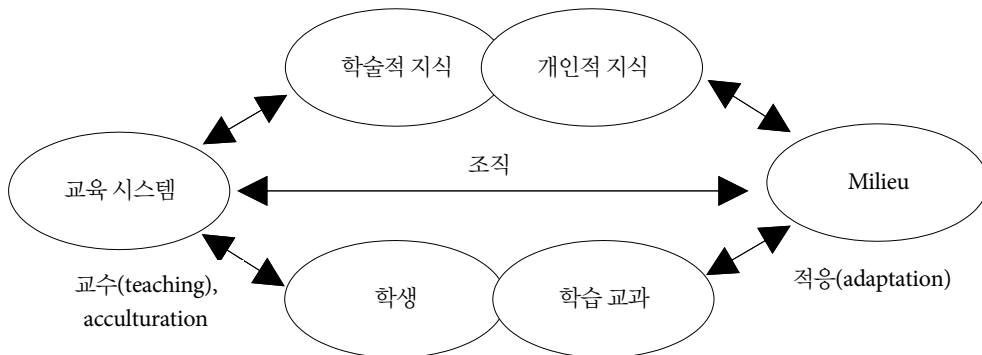 학술적 지식
개인적 지식
조직
교육 시스템
Milieu
교수(teaching),
acculturation
학생
학습 교과
적응(adaptation)